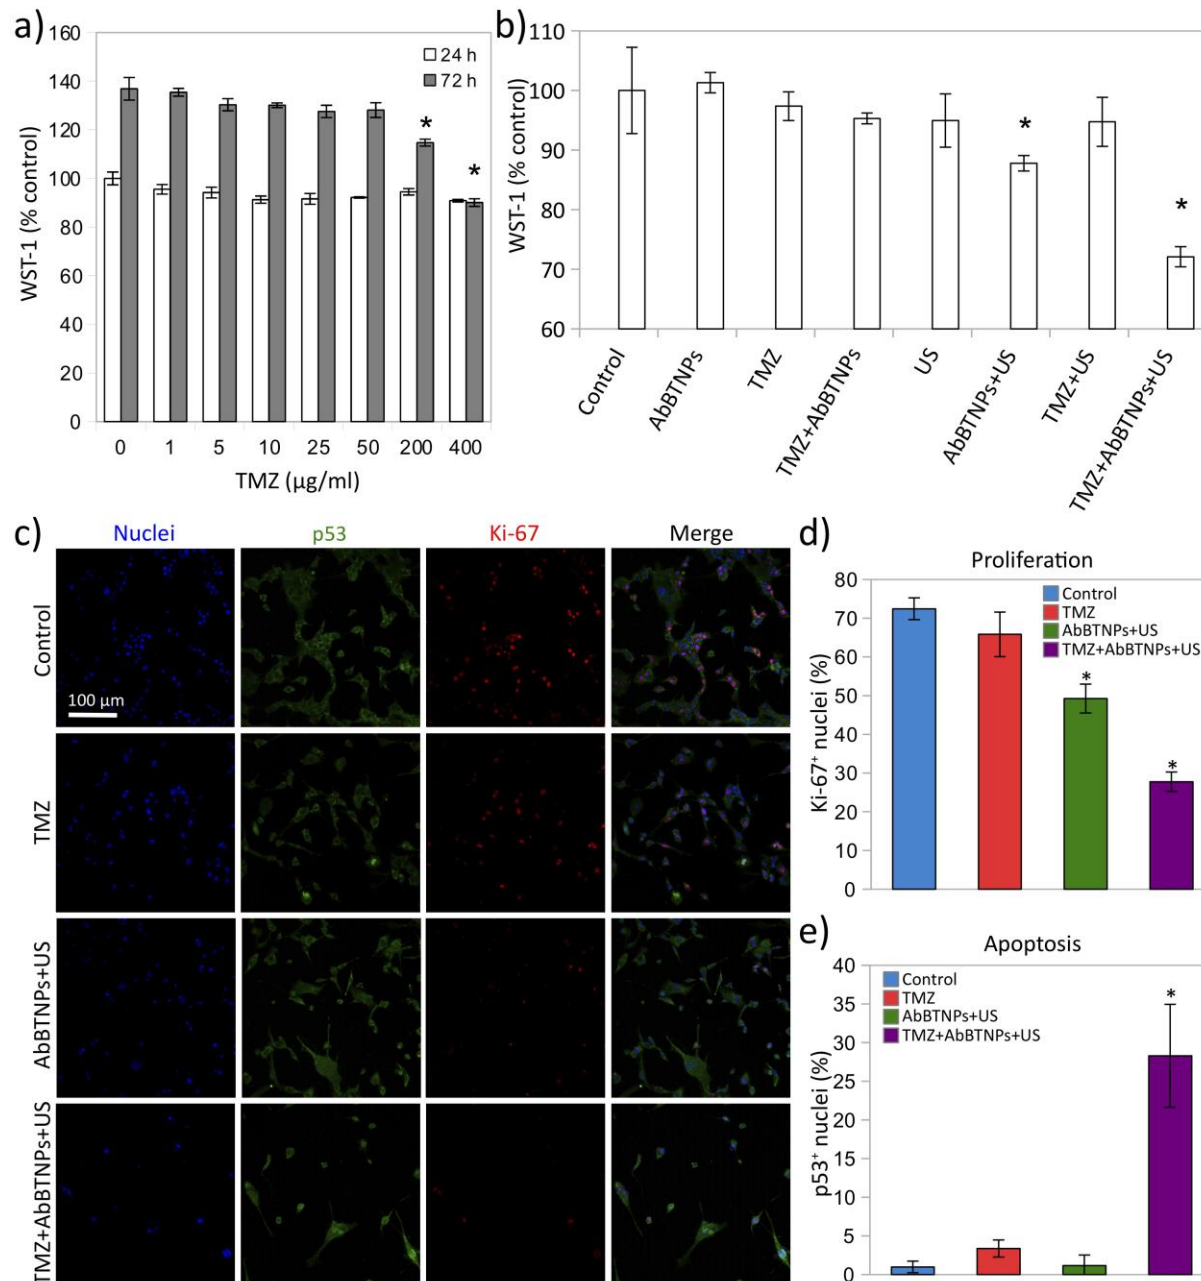 a)
160
140
120
100
80
60
40
20
0
WST-1 (% control)
24 h
72 h
*
*
0 1 5 10 25 50 200 400
TMZ (µg/ml)
b)
110
100
90
80
70
60
WST-1 (% control)
*
*
Control
AbBTNPs
TMZ
TMZ+AbBTNPs
US
AbBTNPs+US
TMZ+US
TMZ+AbBTNPs+US
c)
Nuclei p53 Ki-67 Merge
Control
100 µm
TMZ
AbBTNPs+US
TMZ+AbBTNPs+US
d)
Proliferation
80
70
60
50
40
30
20
10
0
Ki-67⁺ nuclei (%)
Control
TMZ
AbBTNPs+US
TMZ+AbBTNPs+US
*
*
e)
Apoptosis
40
35
30
25
20
15
10
5
0
p53⁺ nuclei (%)
Control
TMZ
AbBTNPs+US
TMZ+AbBTNPs+US
*